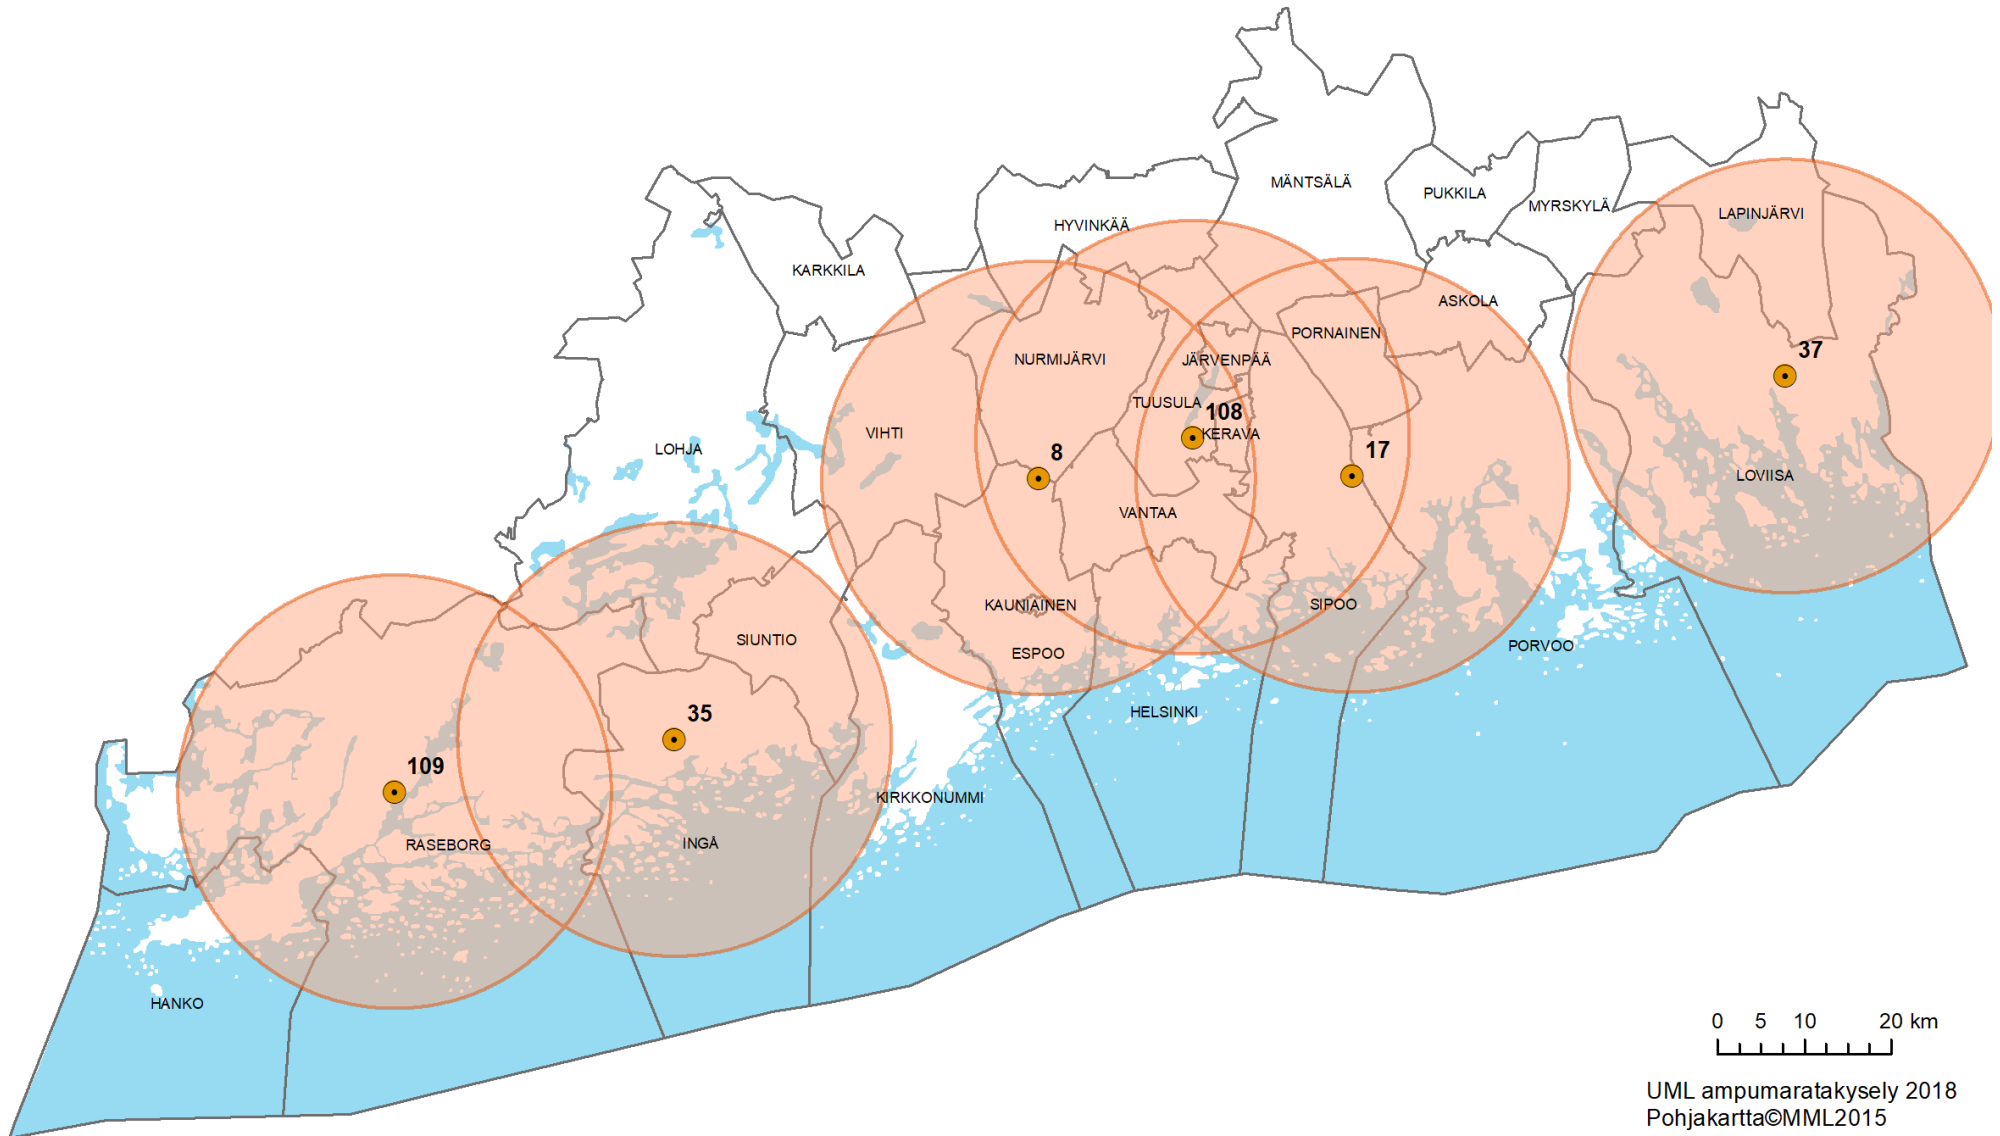 MÄNTSÄLÄ
PUKKILA
MYRSKYLÄ
LAPINJÄRVI
HYVINKÄÄ
KARKKILA
ASKOLA
PORNAINEN
NURMIJÄRVI
JÄRVENPÄÄ
37
TUUSULA
108
KERAVA
VIHTI
LOHJA
8
17
LOVIISA
VANTAA
KAUNIAINEN
SIPOO
SIUNTIO
ESPOO
PORVOO
35
HELSINKI
109
KIRKKONUMMI
RASEBORG
INGÅ
HANKO
0 5 10 20 km
UML ampumaratakysely 2018
Pohjakartta©MML2015